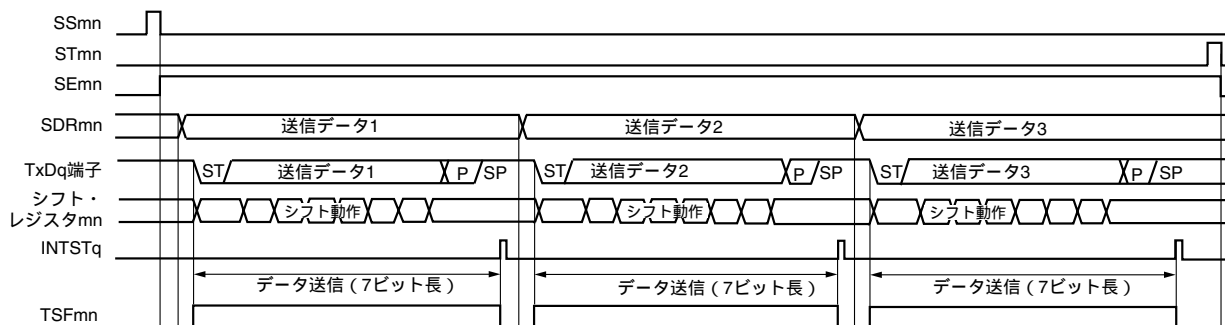 SSmn
STmn
SEmn
SDRmn 送信データ1 送信データ2 送信データ3
TxDq端子 ST 送信データ1 P SP ST 送信データ2 P SP ST 送信データ3 P SP
シフト・
レジスタmn シフト動作 シフト動作 シフト動作
INTSTq
データ送信（7ビット長） データ送信（7ビット長） データ送信（7ビット長）
TSFmn